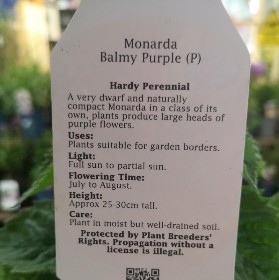 Monarda
Balmy Purple (P)
Hardy Perennial
A very dwarf and naturally
compact Monarda in a class of its
own, plants produce large heads of
purple flowers.
Uses:
Plants suitable for garden borders.
Light:
Full sun to partial sun.
Flowering Time:
July to August.
Height:
Approx 25-30cm tall.
Care:
Plant in moist but well-drained soil.
Protected by Plant Breeders'
Rights. Propagation without a
license is illegal.